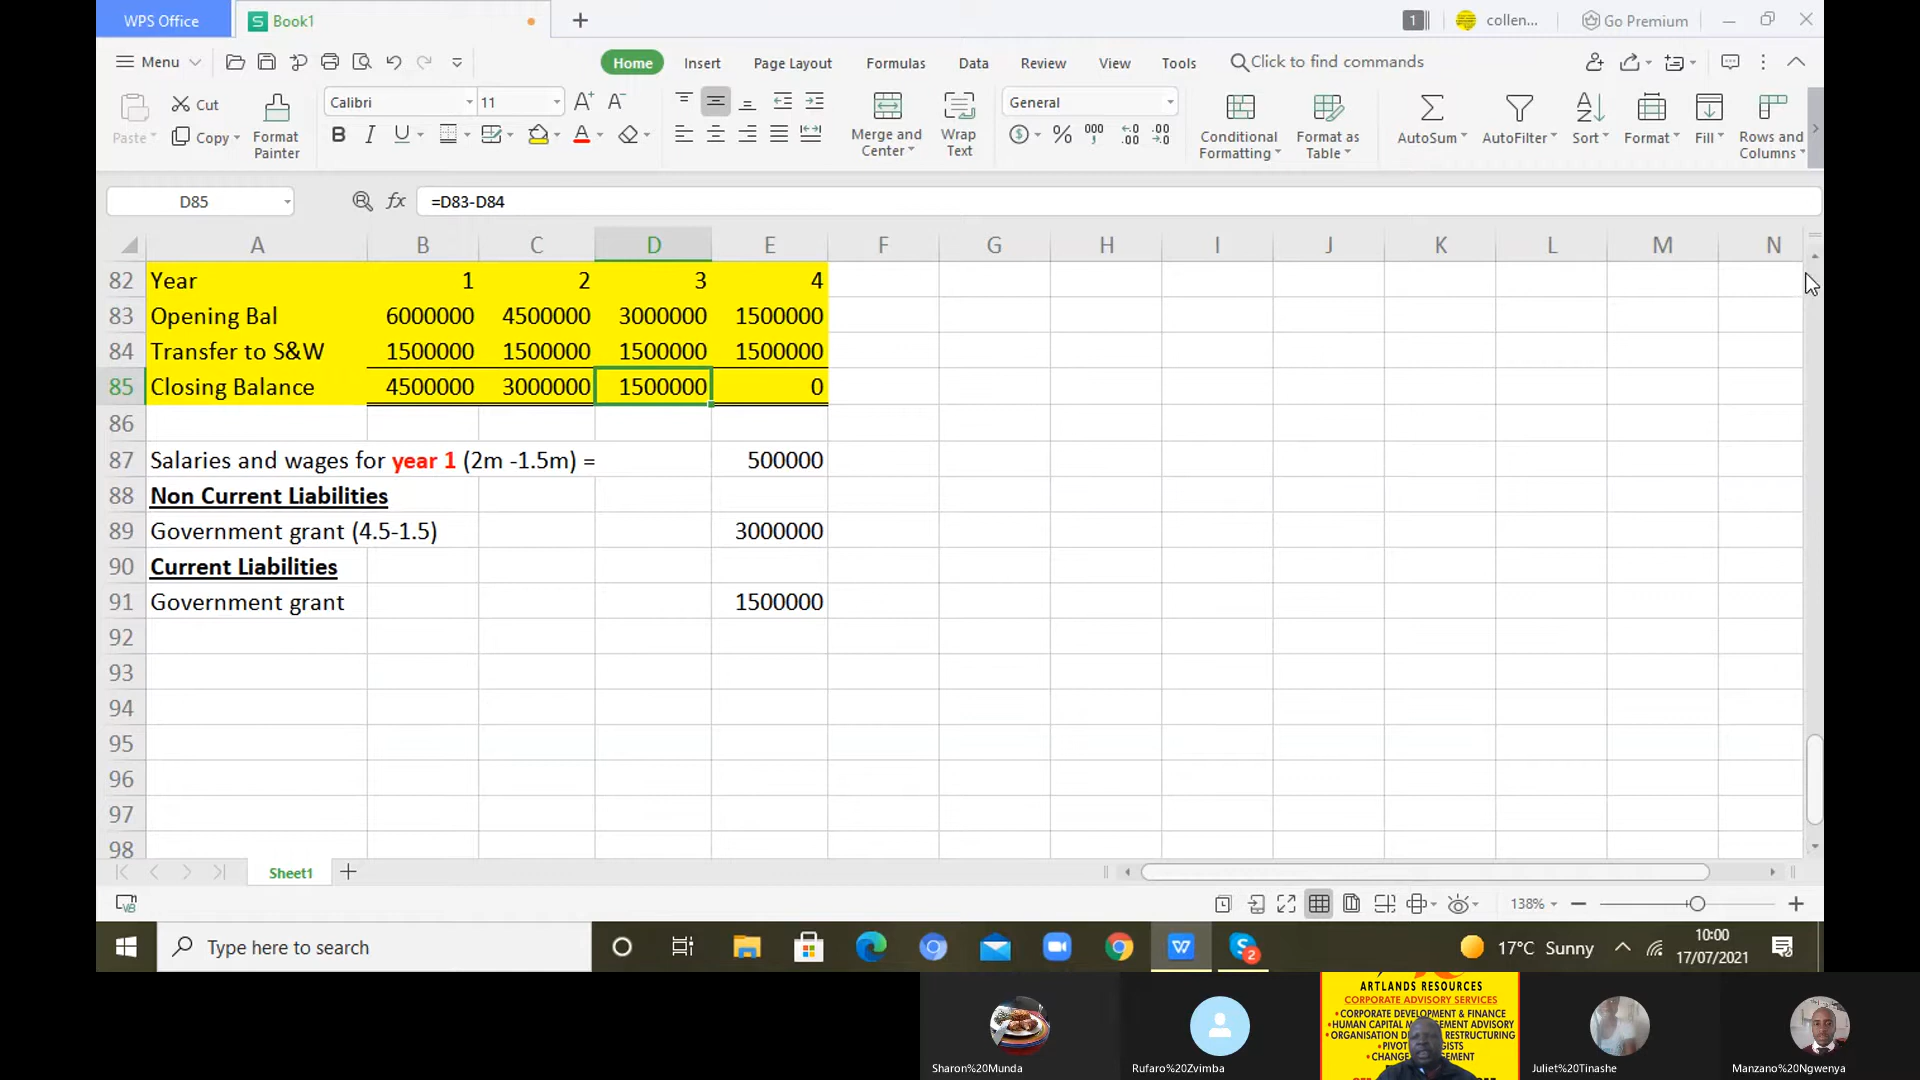 WPS Office
Book1
1
collen...
Go Premium
Menu
Home
Insert
Page Layout
Formulas
Data
Review
View
Tools
Click to find commands
Paste
Cut
Copy
Format Painter
Calibri
11
Merge and Center
Wrap Text
General
Conditional Formatting
Format as Table
AutoSum
AutoFilter
Sort
Format
Fill
Rows and Columns
D85
fx
=D83-D84
A B C D E F G H I J K L M N
82 Year 1 2 3 4
83 Opening Bal 6000000 4500000 3000000 1500000
84 Transfer to S&W 1500000 1500000 1500000 1500000
85 Closing Balance 4500000 3000000 1500000 0
86
87 Salaries and wages for year 1 (2m -1.5m) = 500000
88 Non Current Liabilities
89 Government grant (4.5-1.5) 3000000
90 Current Liabilities
91 Government grant 1500000
92
93
94
95
96
97
98
Sheet1
138%
Type here to search
2
17°C Sunny
10:00
17/07/2021
ARTLANDS RESOURCES
CORPORATE ADVISORY SERVICES
•CORPORATE DEVELOPMENT & FINANCE
Sharon%20Munda
Rufaro%20Zvimba
Juliet%20Tinashe
Manzano%20Ngwenya